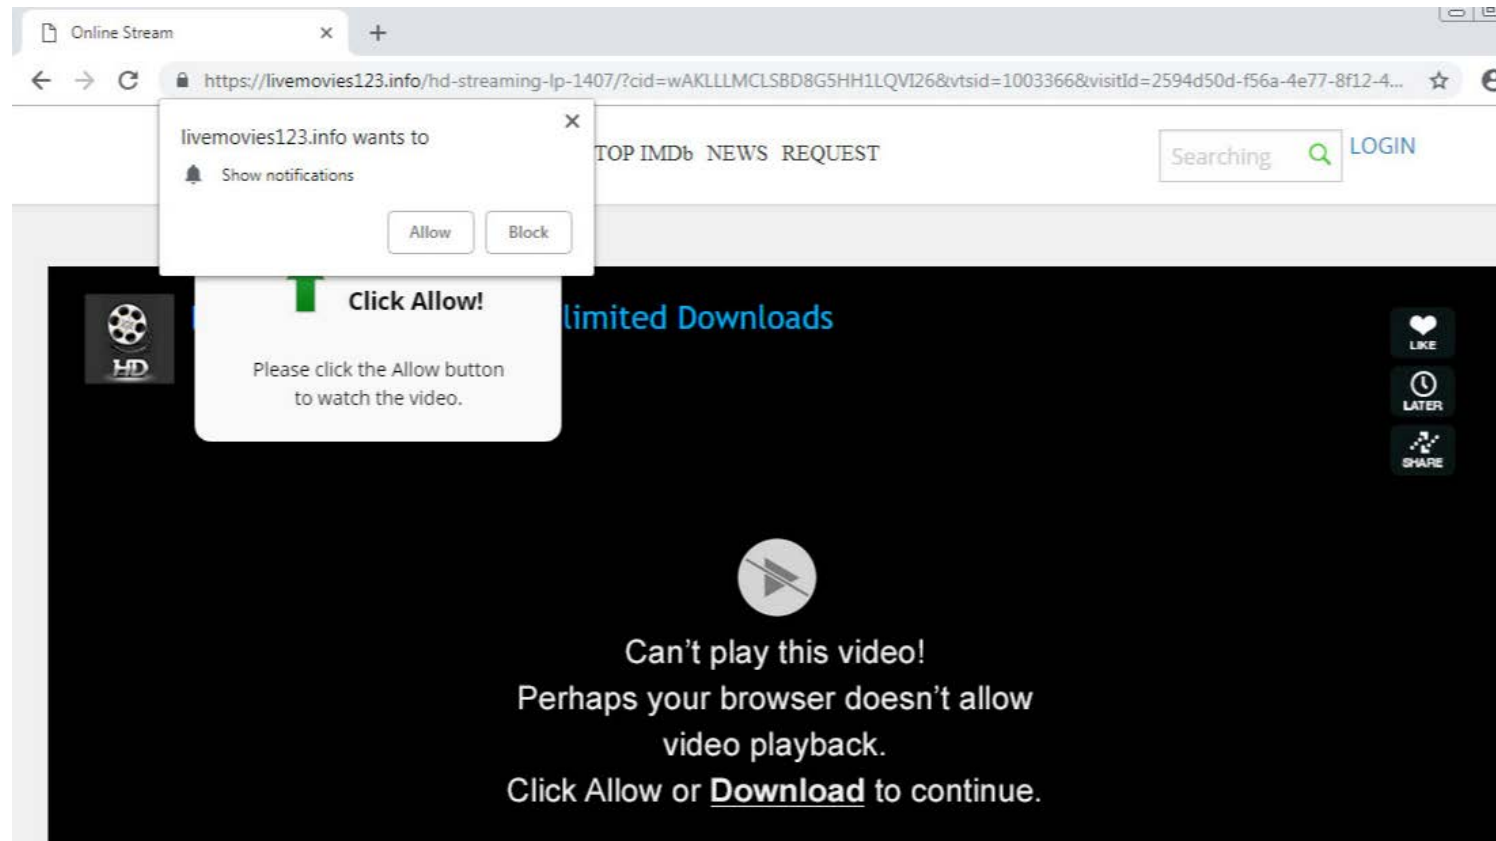 Online Stream
https://livemovies123.info/hd-streaming-lp-1407/?cid=wAKLLLMCLSBD8G5HH1LQVI26&vtsid=1003366&visitId=2594d50d-f56a-4e77-8f12-4...
livemovies123.info wants to
Show notifications
Allow
Block
TOP IMDb NEWS REQUEST
Searching
LOGIN
Click Allow!
Please click the Allow button
to watch the video.
HD
limited Downloads
LIKE
LATER
SHARE
Can't play this video!
Perhaps your browser doesn't allow
video playback.
Click Allow or Download to continue.